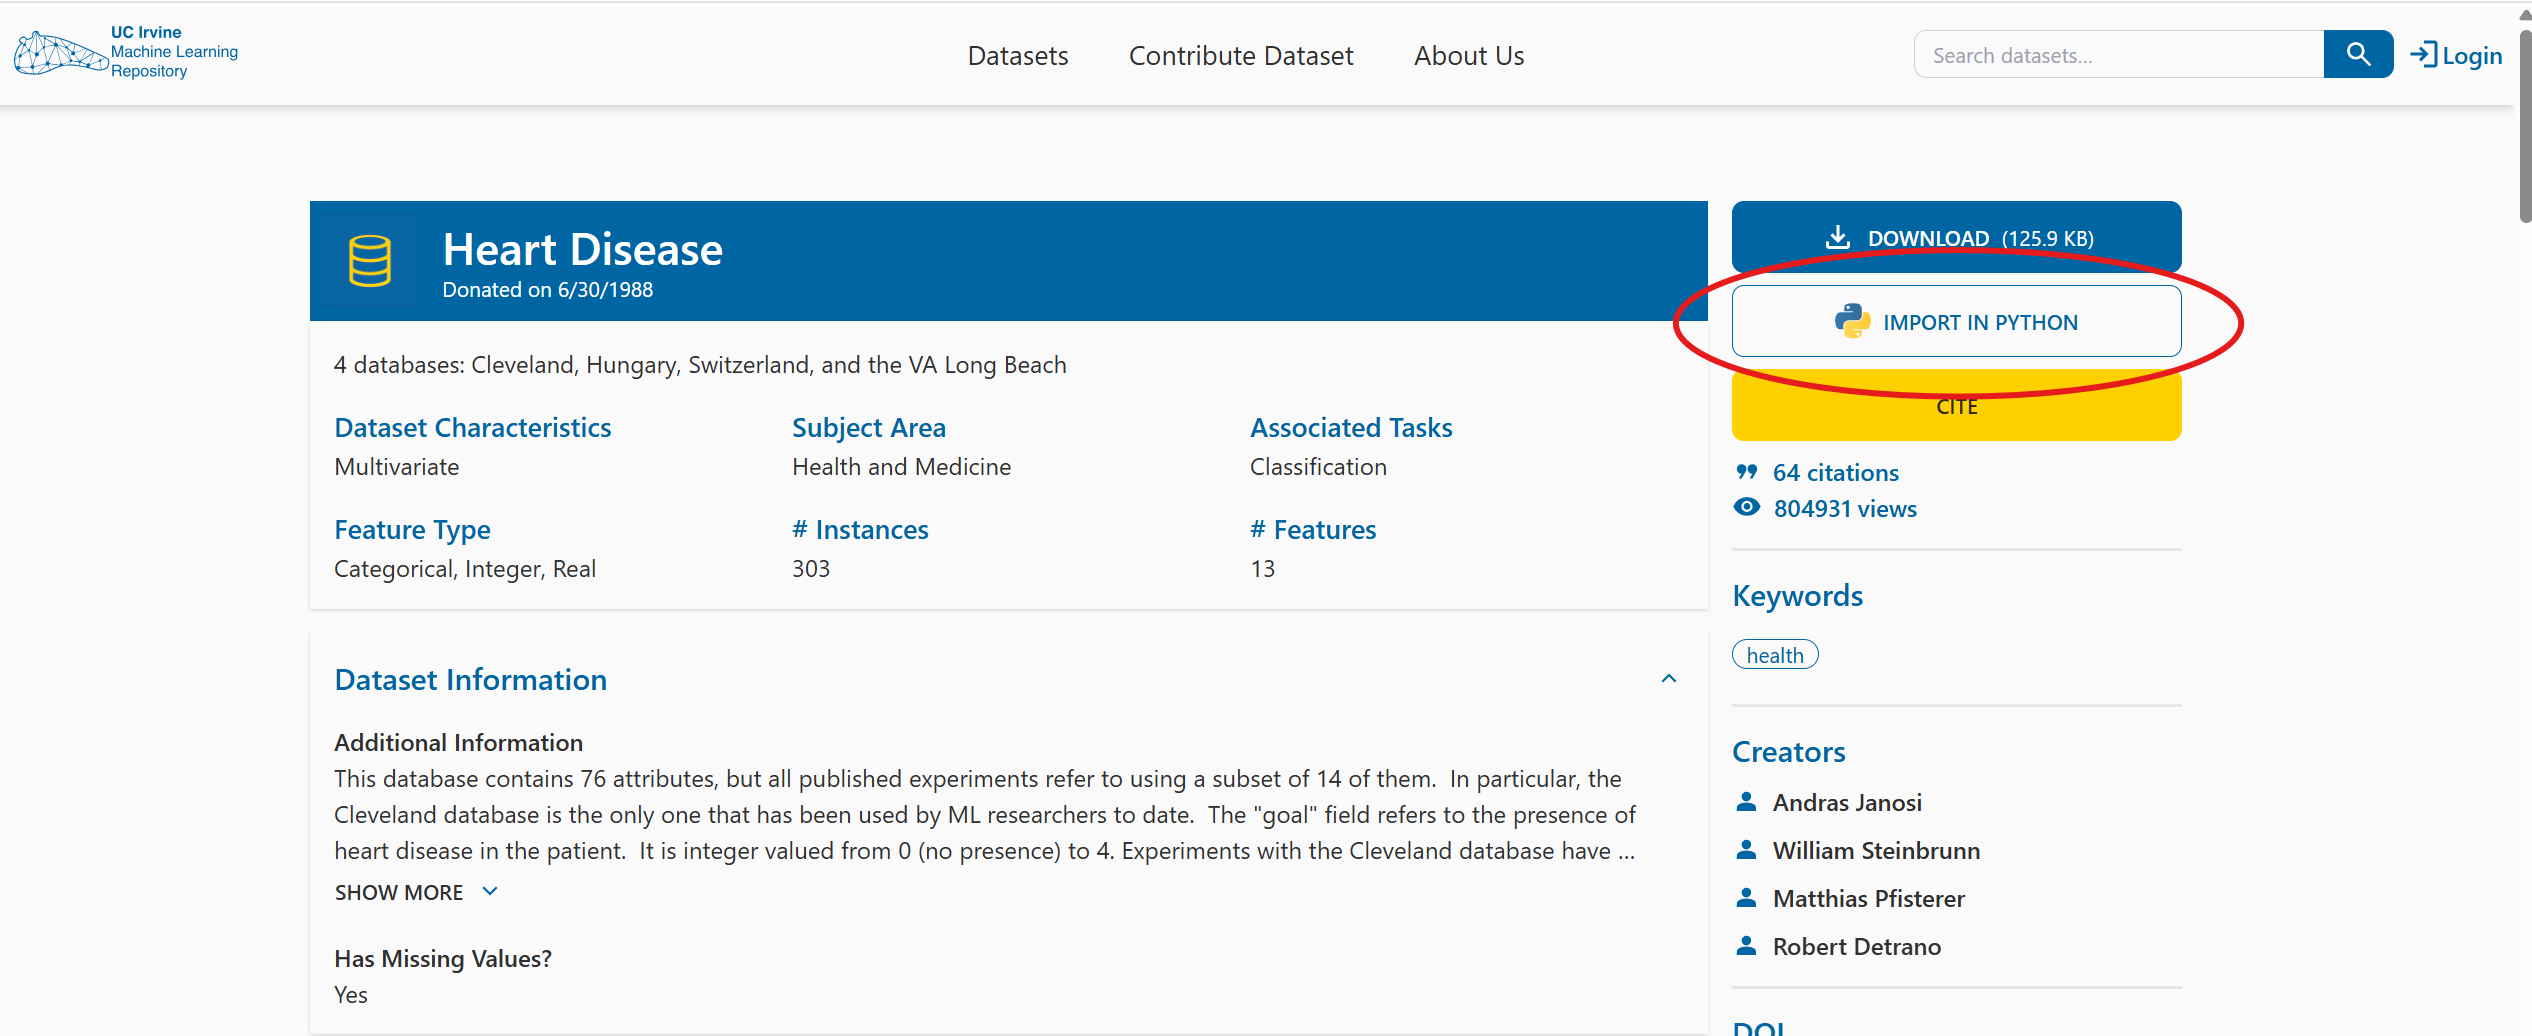 UC Irvine
Machine Learning
Repository
Datasets
Contribute Dataset
About Us
Search datasets...
Login
Heart Disease
Donated on 6/30/1988
4 databases: Cleveland, Hungary, Switzerland, and the VA Long Beach
Dataset Characteristics
Multivariate
Subject Area
Health and Medicine
Associated Tasks
Classification
Feature Type
Categorical, Integer, Real
# Instances
303
# Features
13
Dataset Information
Additional Information
This database contains 76 attributes, but all published experiments refer to using a subset of 14 of them.  In particular, the
Cleveland database is the only one that has been used by ML researchers to date.  The "goal" field refers to the presence of
heart disease in the patient.  It is integer valued from 0 (no presence) to 4. Experiments with the Cleveland database have ...
SHOW MORE
Has Missing Values?
Yes
DOWNLOAD (125.9 KB)
IMPORT IN PYTHON
CITE
64 citations
804931 views
Keywords
health
Creators
Andras Janosi
William Steinbrunn
Matthias Pfisterer
Robert Detrano
DOI